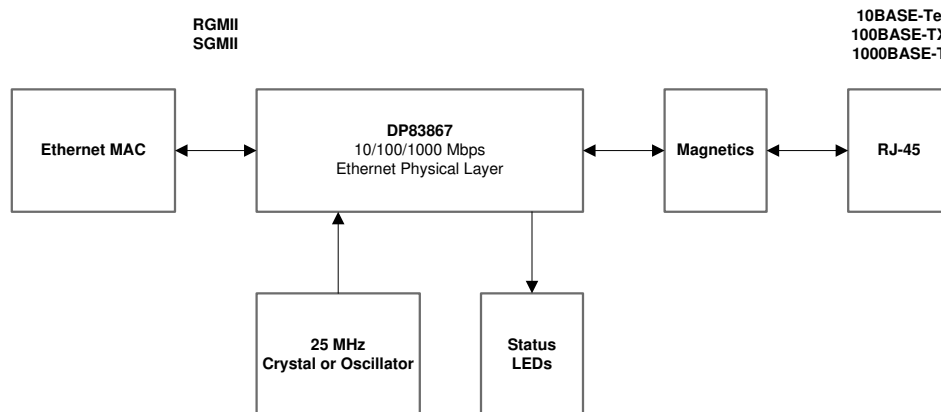 RGMII
SGMII
10BASE-Te
100BASE-TX
1000BASE-T
Ethernet MAC
DP83867
10/100/1000 Mbps
Ethernet Physical Layer
Magnetics
RJ-45
25 MHz
Crystal or Oscillator
Status
LEDs